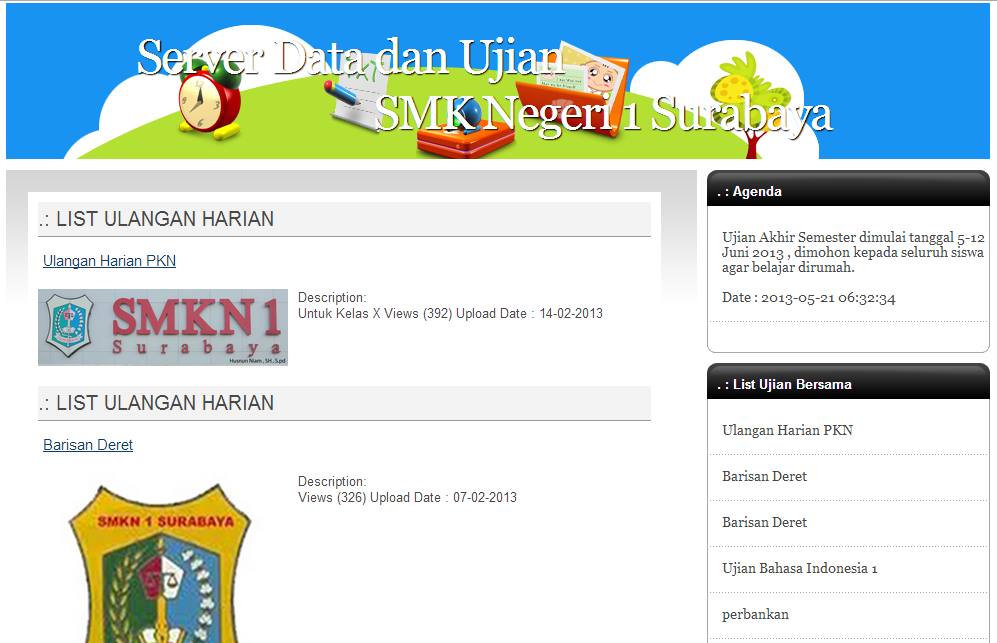 Server Data dan Ujian
SMK Negeri 1 Surabaya
.: LIST ULANGAN HARIAN
Ulangan Harian PKN
SMKN 1
Surabaya
Husnun Niam, SH, S.pd
Description:
Untuk Kelas X Views (392) Upload Date : 14-02-2013
.: LIST ULANGAN HARIAN
Barisan Deret
SMKN 1 SURABAYA
Description:
Views (326) Upload Date : 07-02-2013
. : Agenda
Ujian Akhir Semester dimulai tanggal 5-12
Juni 2013 , dimohon kepada seluruh siswa
agar belajar dirumah.
Date : 2013-05-21 06:32:34
. : List Ujian Bersama
Ulangan Harian PKN
Barisan Deret
Barisan Deret
Ujian Bahasa Indonesia 1
perbankan